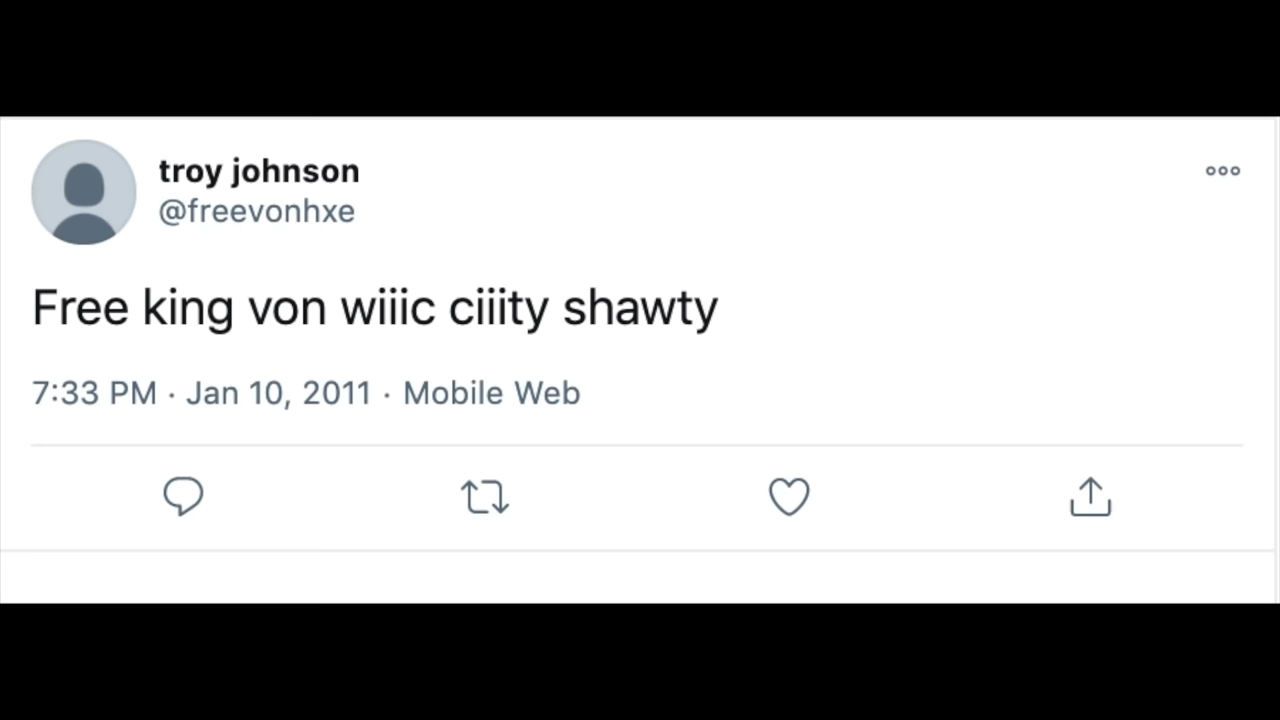 troy johnson
@freevonhxe
Free king von wiiic ciiity shawty
7:33 PM · Jan 10, 2011 · Mobile Web